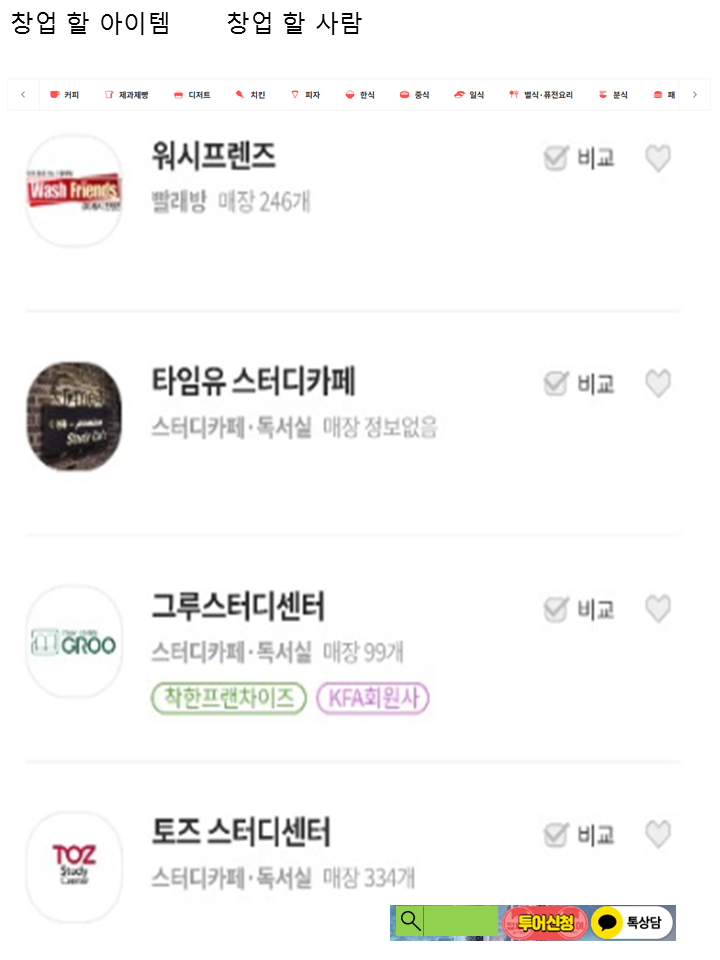 창업 할 아이템 창업 할 사람
커피 제과제빵 디저트 치킨 피자 한식 중식 일식 별식·퓨전요리 분식 패
워시프렌즈 비교
Wash Friends
빨래방 매장 246개
타임유 스터디카페 비교
스터디카페·독서실 매장 정보없음
그루스터디센터 비교
GROO
스터디카페·독서실 매장 99개
착한프랜차이즈 KFA회원사
토즈 스터디센터 비교
TOZ
Study
Center
스터디카페·독서실 매장 334개
투어신청 톡상담